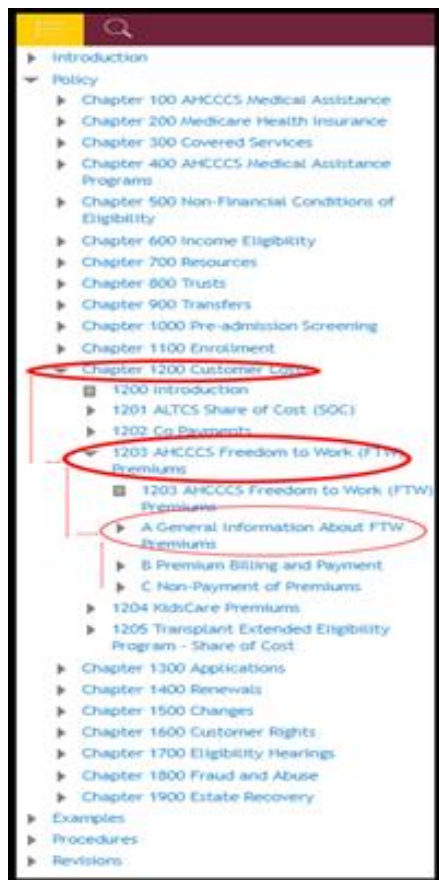 Introduction
Policy
Chapter 100 AHCCCS Medical Assistance
Chapter 200 Medicare Health Insurance
Chapter 300 Covered Services
Chapter 400 AHCCCS Medical Assistance
Programs
Chapter 500 Non-Financial Conditions of
Eligibility
Chapter 600 Income Eligibility
Chapter 700 Resources
Chapter 800 Trusts
Chapter 900 Transfers
Chapter 1000 Pre-admission Screening
Chapter 1100 Enrollment
Chapter 1200 Customer Costs
1200 Introduction
1201 ALTCS Share of Cost (SOC)
1202 Co Payments
1203 AHCCCS Freedom to Work (FTW)
Premiums
1203 AHCCCS Freedom to Work (FTW)
Premiums
A General Information About FTW
Premiums
B Premium Billing and Payment
C Non-Payment of Premiums
1204 KidsCare Premiums
1205 Transplant Extended Eligibility
Program - Share of Cost
Chapter 1300 Applications
Chapter 1400 Renewals
Chapter 1500 Changes
Chapter 1600 Customer Rights
Chapter 1700 Eligibility Hearings
Chapter 1800 Fraud and Abuse
Chapter 1900 Estate Recovery
Examples
Procedures
Revisions